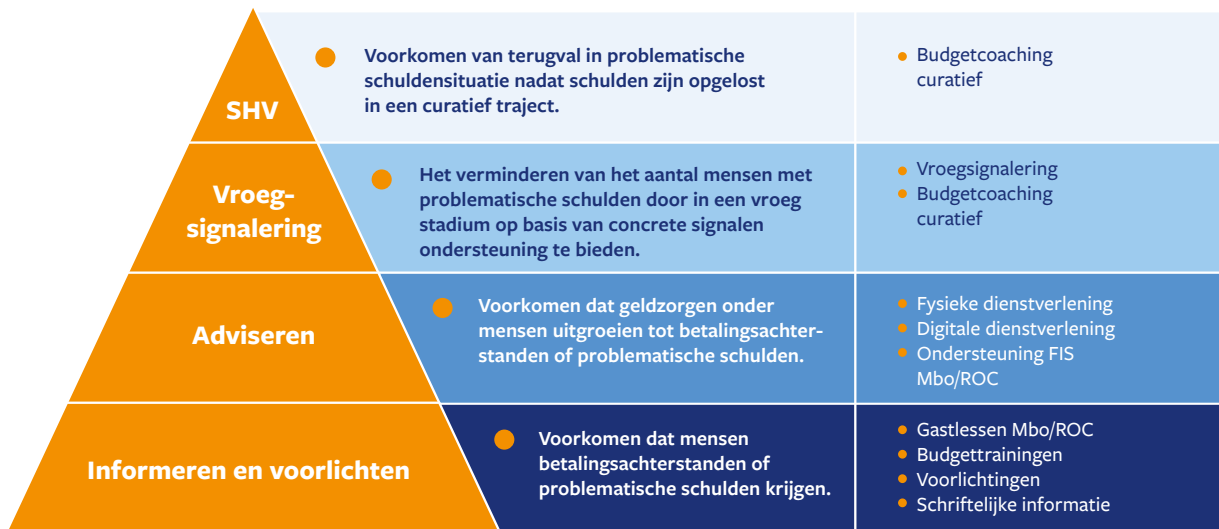 SHV
Voorkomen van terugval in problematische
schuldensituatie nadat schulden zijn opgelost
in een curatief traject.
Budgetcoaching
curatief
Vroeg-
signalering
Het verminderen van het aantal mensen met
problematische schulden door in een vroeg
stadium op basis van concrete signalen
ondersteuning te bieden.
Vroegsignalering
Budgetcoaching
curatief
Adviseren
Voorkomen dat geldzorgen onder
mensen uitgroeien tot betalingsachter-
standen of problematische schulden.
Fysieke dienstverlening
Digitale dienstverlening
Ondersteuning FIS
Mbo/ROC
Informeren en voorlichten
Voorkomen dat mensen
betalingsachterstanden of
problematische schulden krijgen.
Gastlessen Mbo/ROC
Budgettrainingen
Voorlichtingen
Schriftelijke informatie